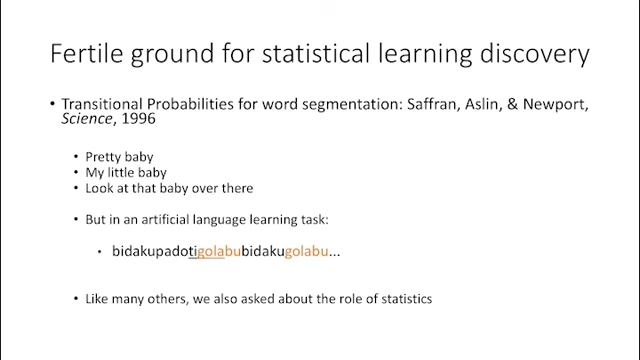 Fertile ground for statistical learning discovery
• Transitional Probabilities for word segmentation: Saffran, Aslin, & Newport,
Science, 1996
• Pretty baby
• My little baby
• Look at that baby over there
• But in an artificial language learning task:
• bidakupadotigolabubidakugolabu...
• Like many others, we also asked about the role of statistics